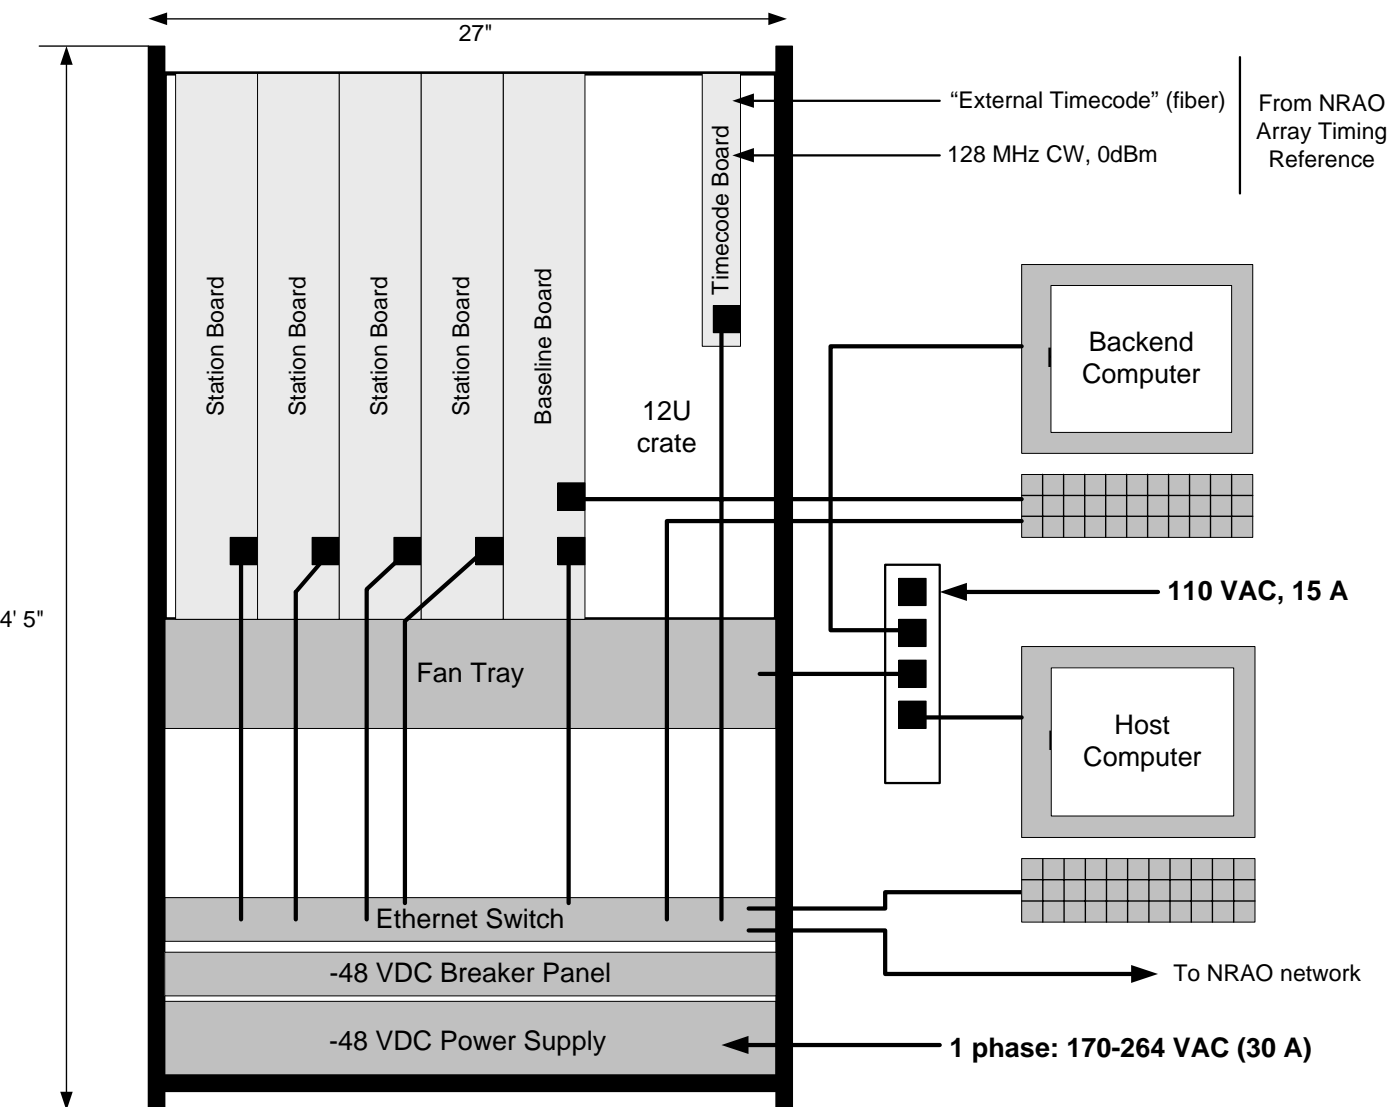 27"
“External Timecode” (fiber)
128 MHz CW, 0dBm
From NRAO
Array Timing
Reference
Station Board
Station Board
Station Board
Station Board
Baseline Board
Timecode Board
12U
crate
Backend
Computer
110 VAC, 15 A
4' 5"
Fan Tray
Host
Computer
Ethernet Switch
-48 VDC Breaker Panel
To NRAO network
-48 VDC Power Supply
1 phase: 170-264 VAC (30 A)